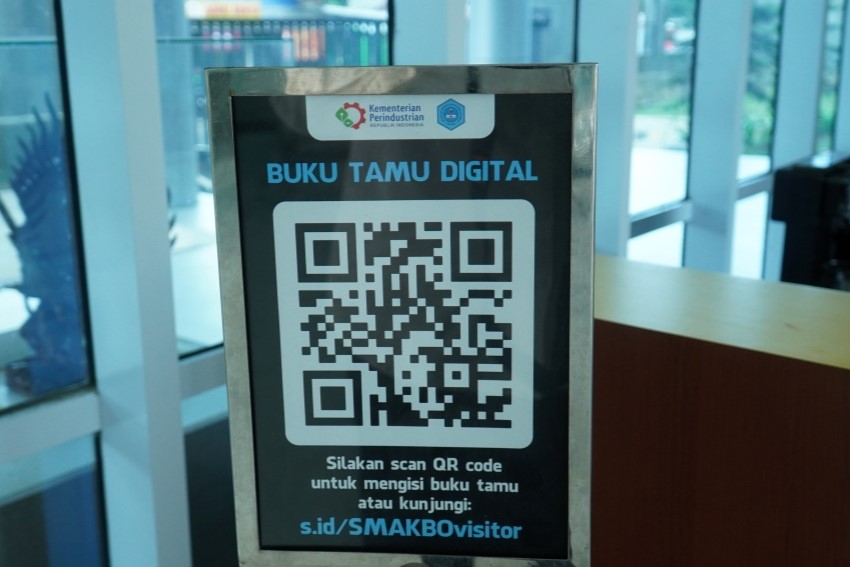 Kementerian
Perindustrian
REPUBLIK INDONESIA
BUKU TAMU DIGITAL
Silakan scan QR code
untuk mengisi buku tamu
atau kunjungi:
s.id/SMAKBOvisitor